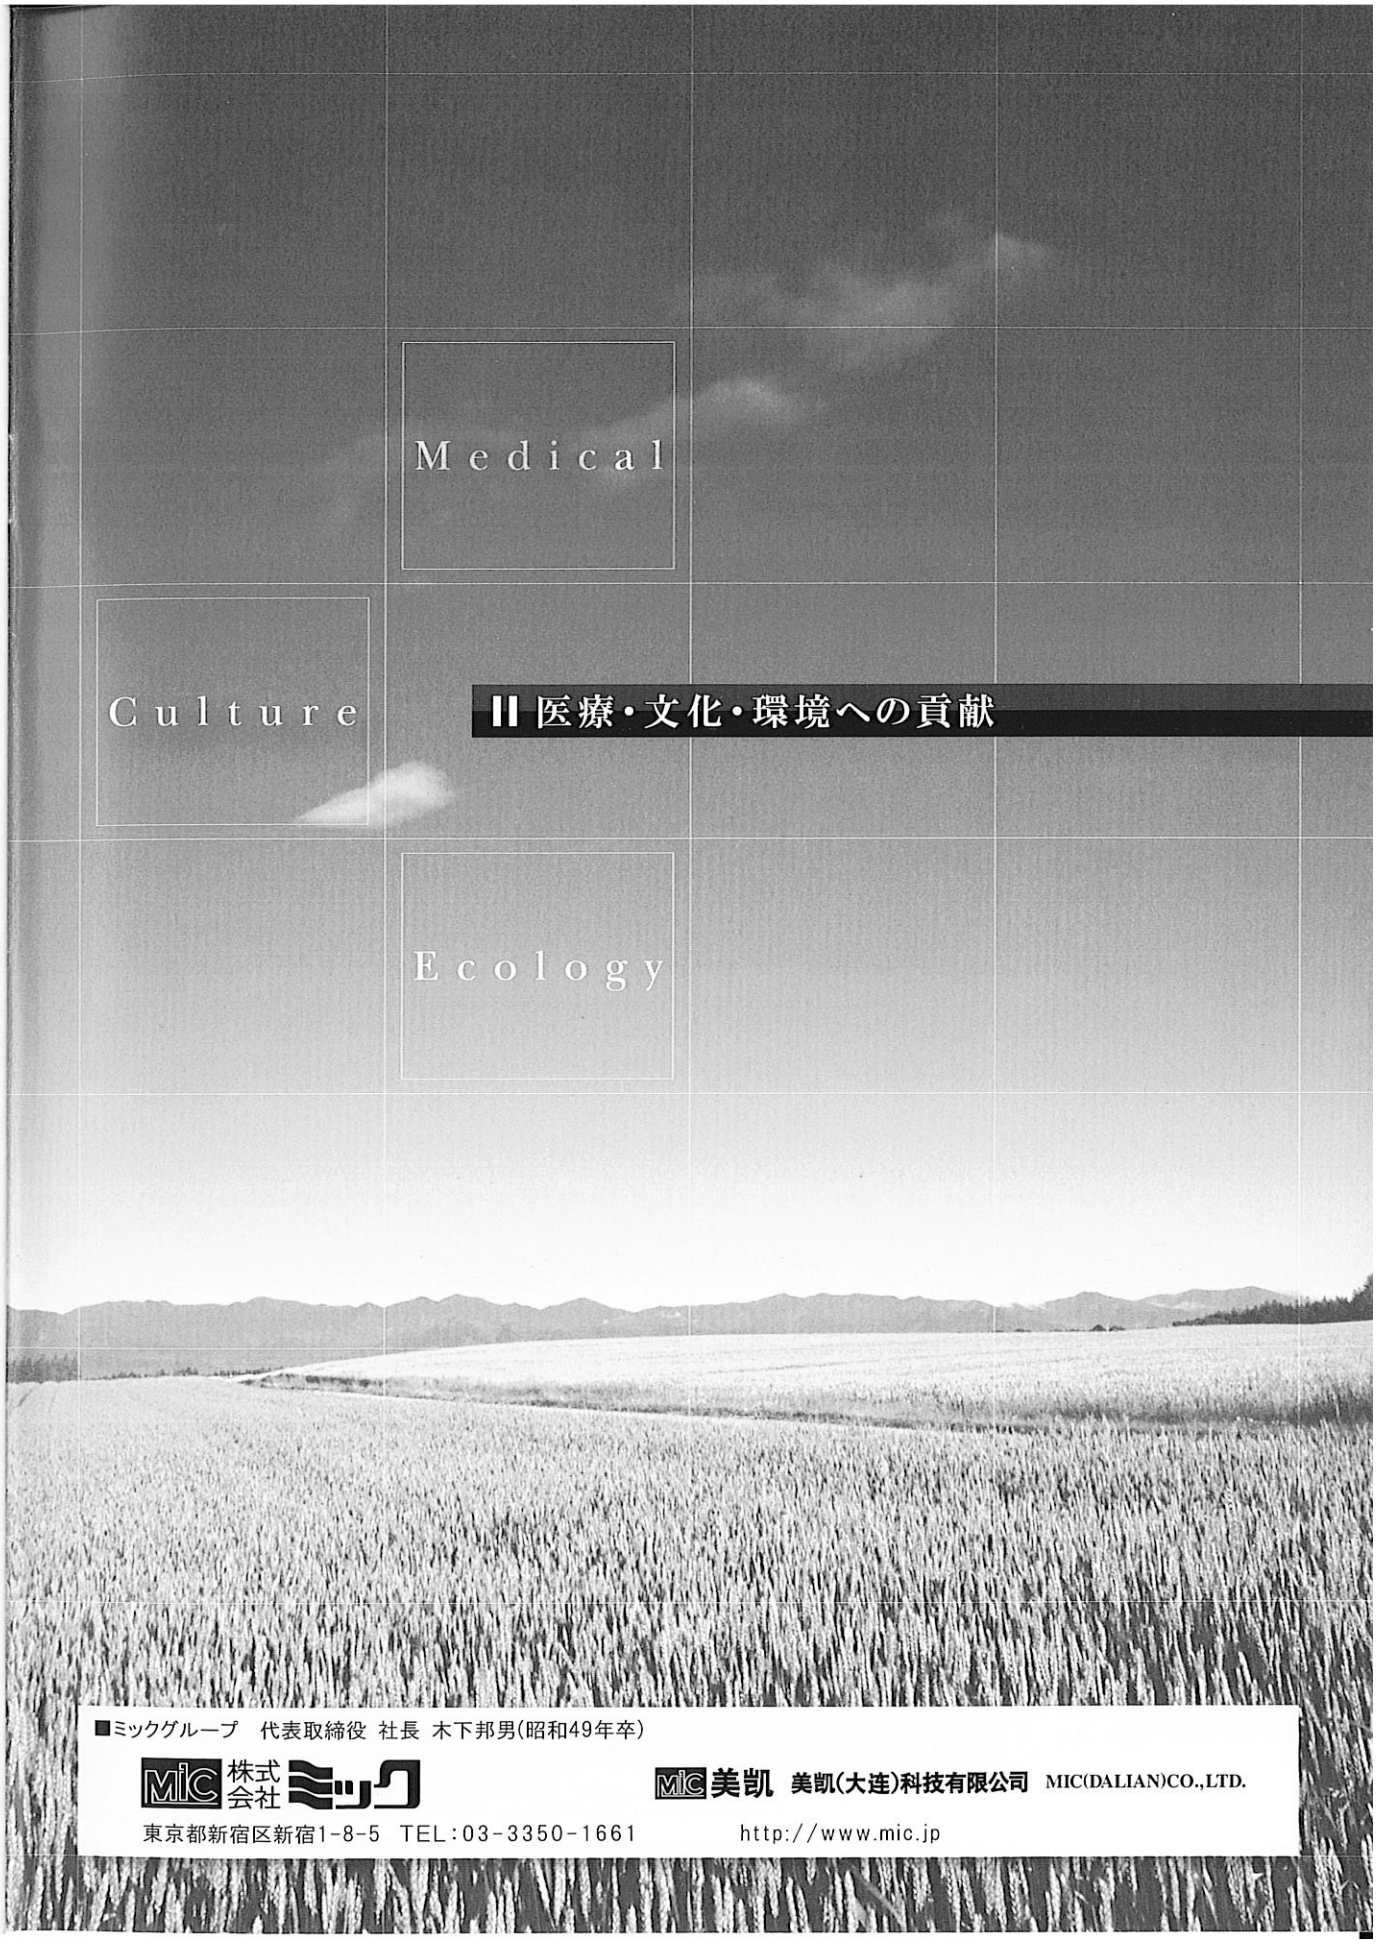 Medical
Culture
医療・文化・環境への貢献
Ecology
■ミックグループ 代表取締役 社長 木下邦男(昭和49年卒)
MIC 株式会社 ミック
MIC 美凱 美凯(大连)科技有限公司 MIC(DALIAN)CO.,LTD.
東京都新宿区新宿1-8-5 TEL:03-3350-1661
http://www.mic.jp